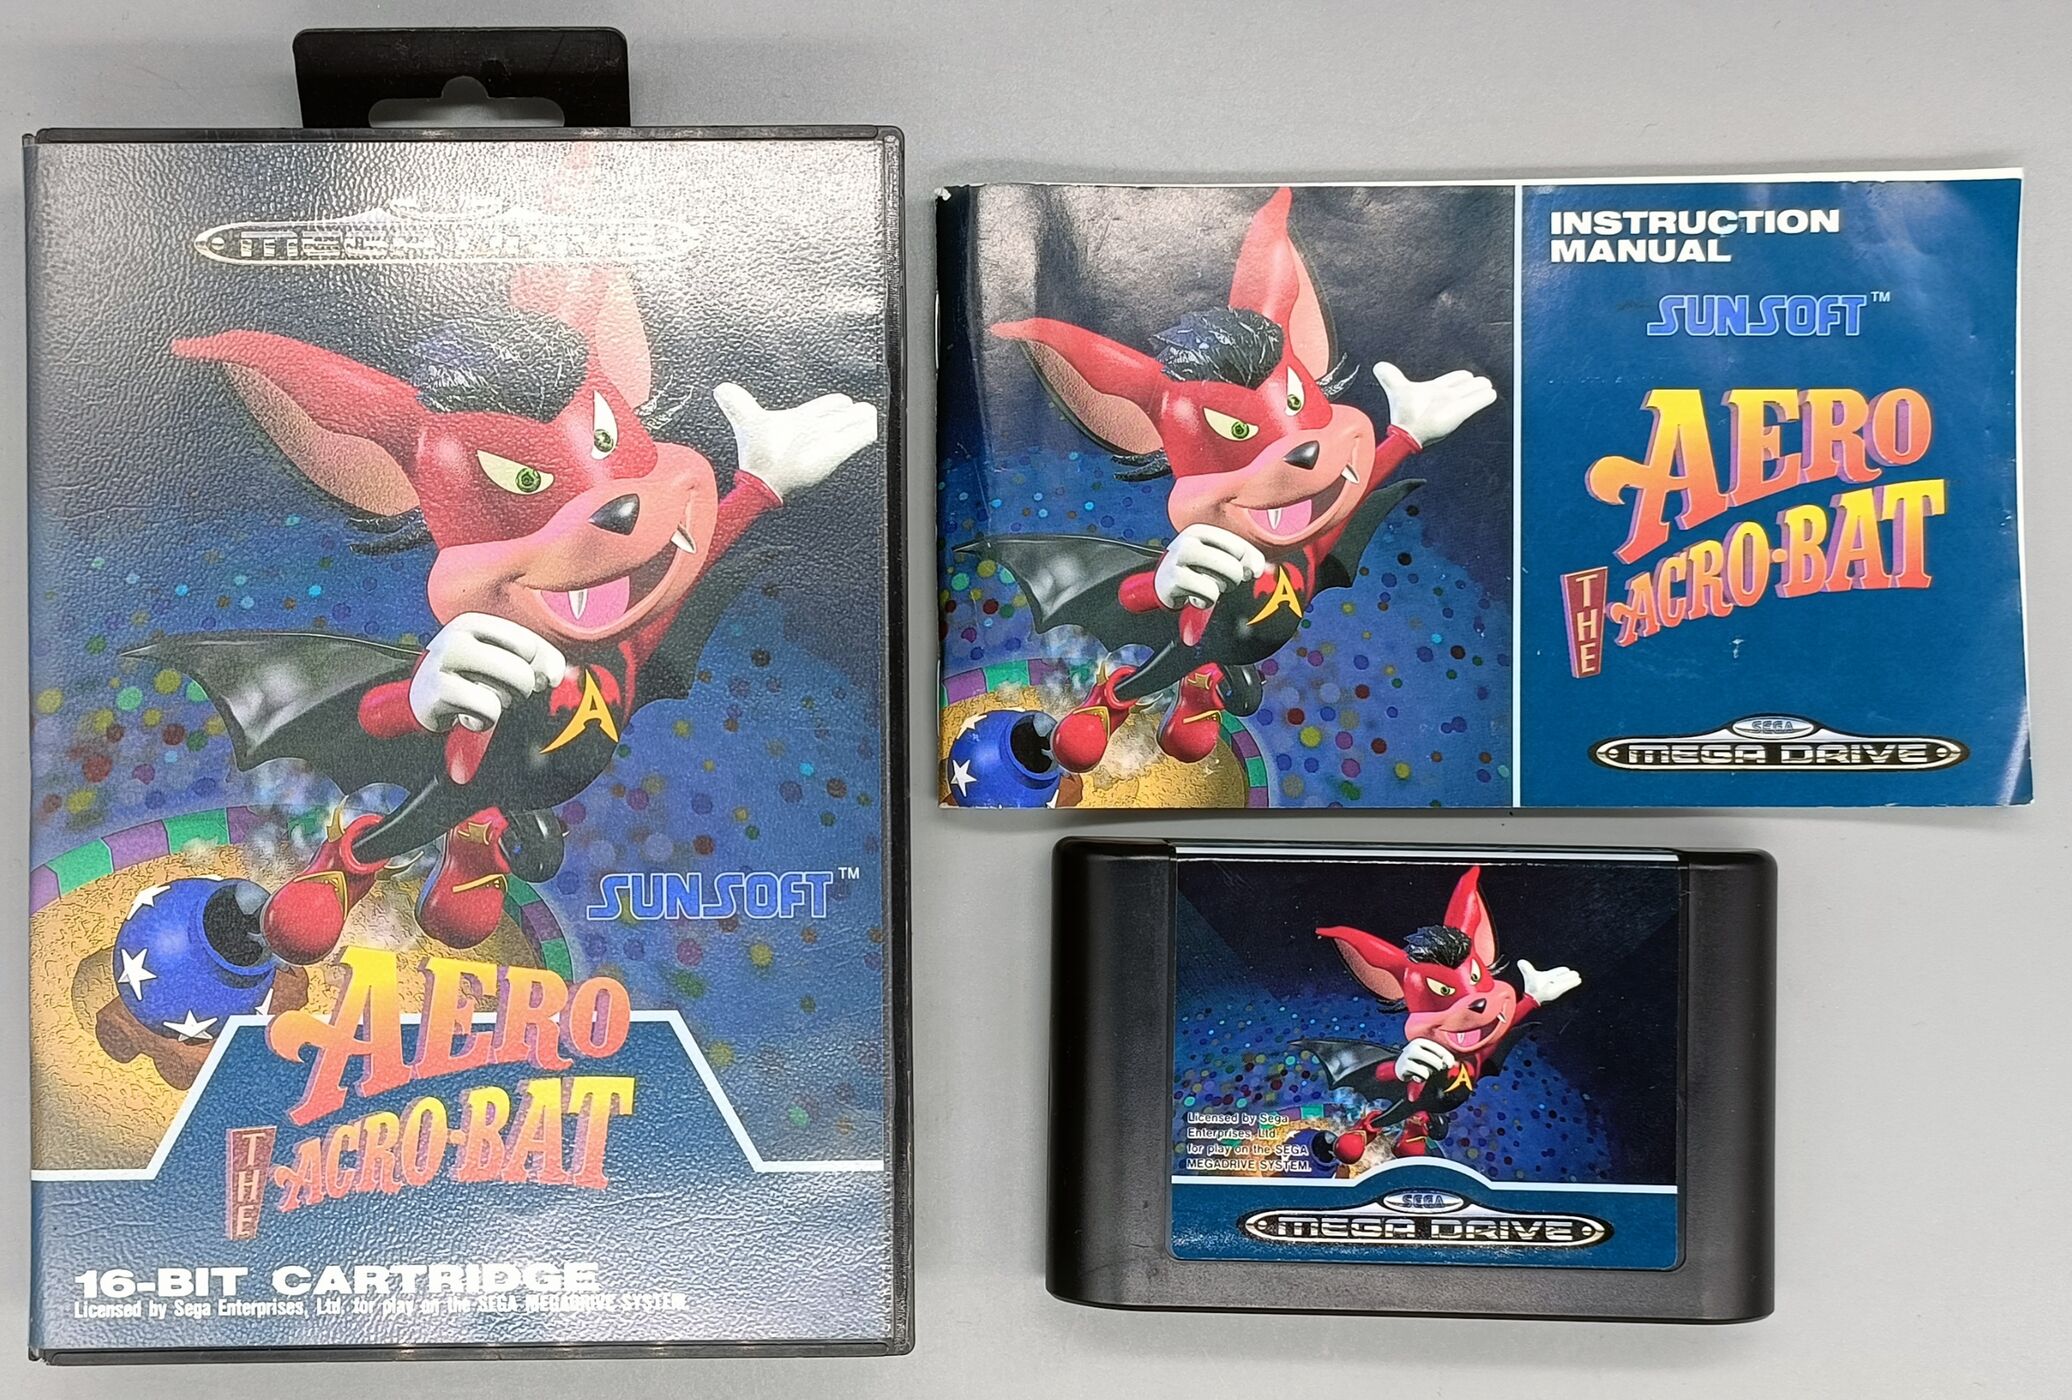 MEGA DRIVE
SUNSOFT™
AERO
THE ACRO-BAT
16-BIT CARTRIDGE
Licensed by Sega Enterprises, Ltd. for play on the SEGA MEGADRIVE SYSTEM.
INSTRUCTION
MANUAL
SUNSOFT™
AERO
THE ACRO-BAT
SEGA
MEGA DRIVE
A
Licensed by Sega
Enterprises, Ltd
for play on the SEGA
MEGADRIVE SYSTEM.
SEGA
MEGA DRIVE